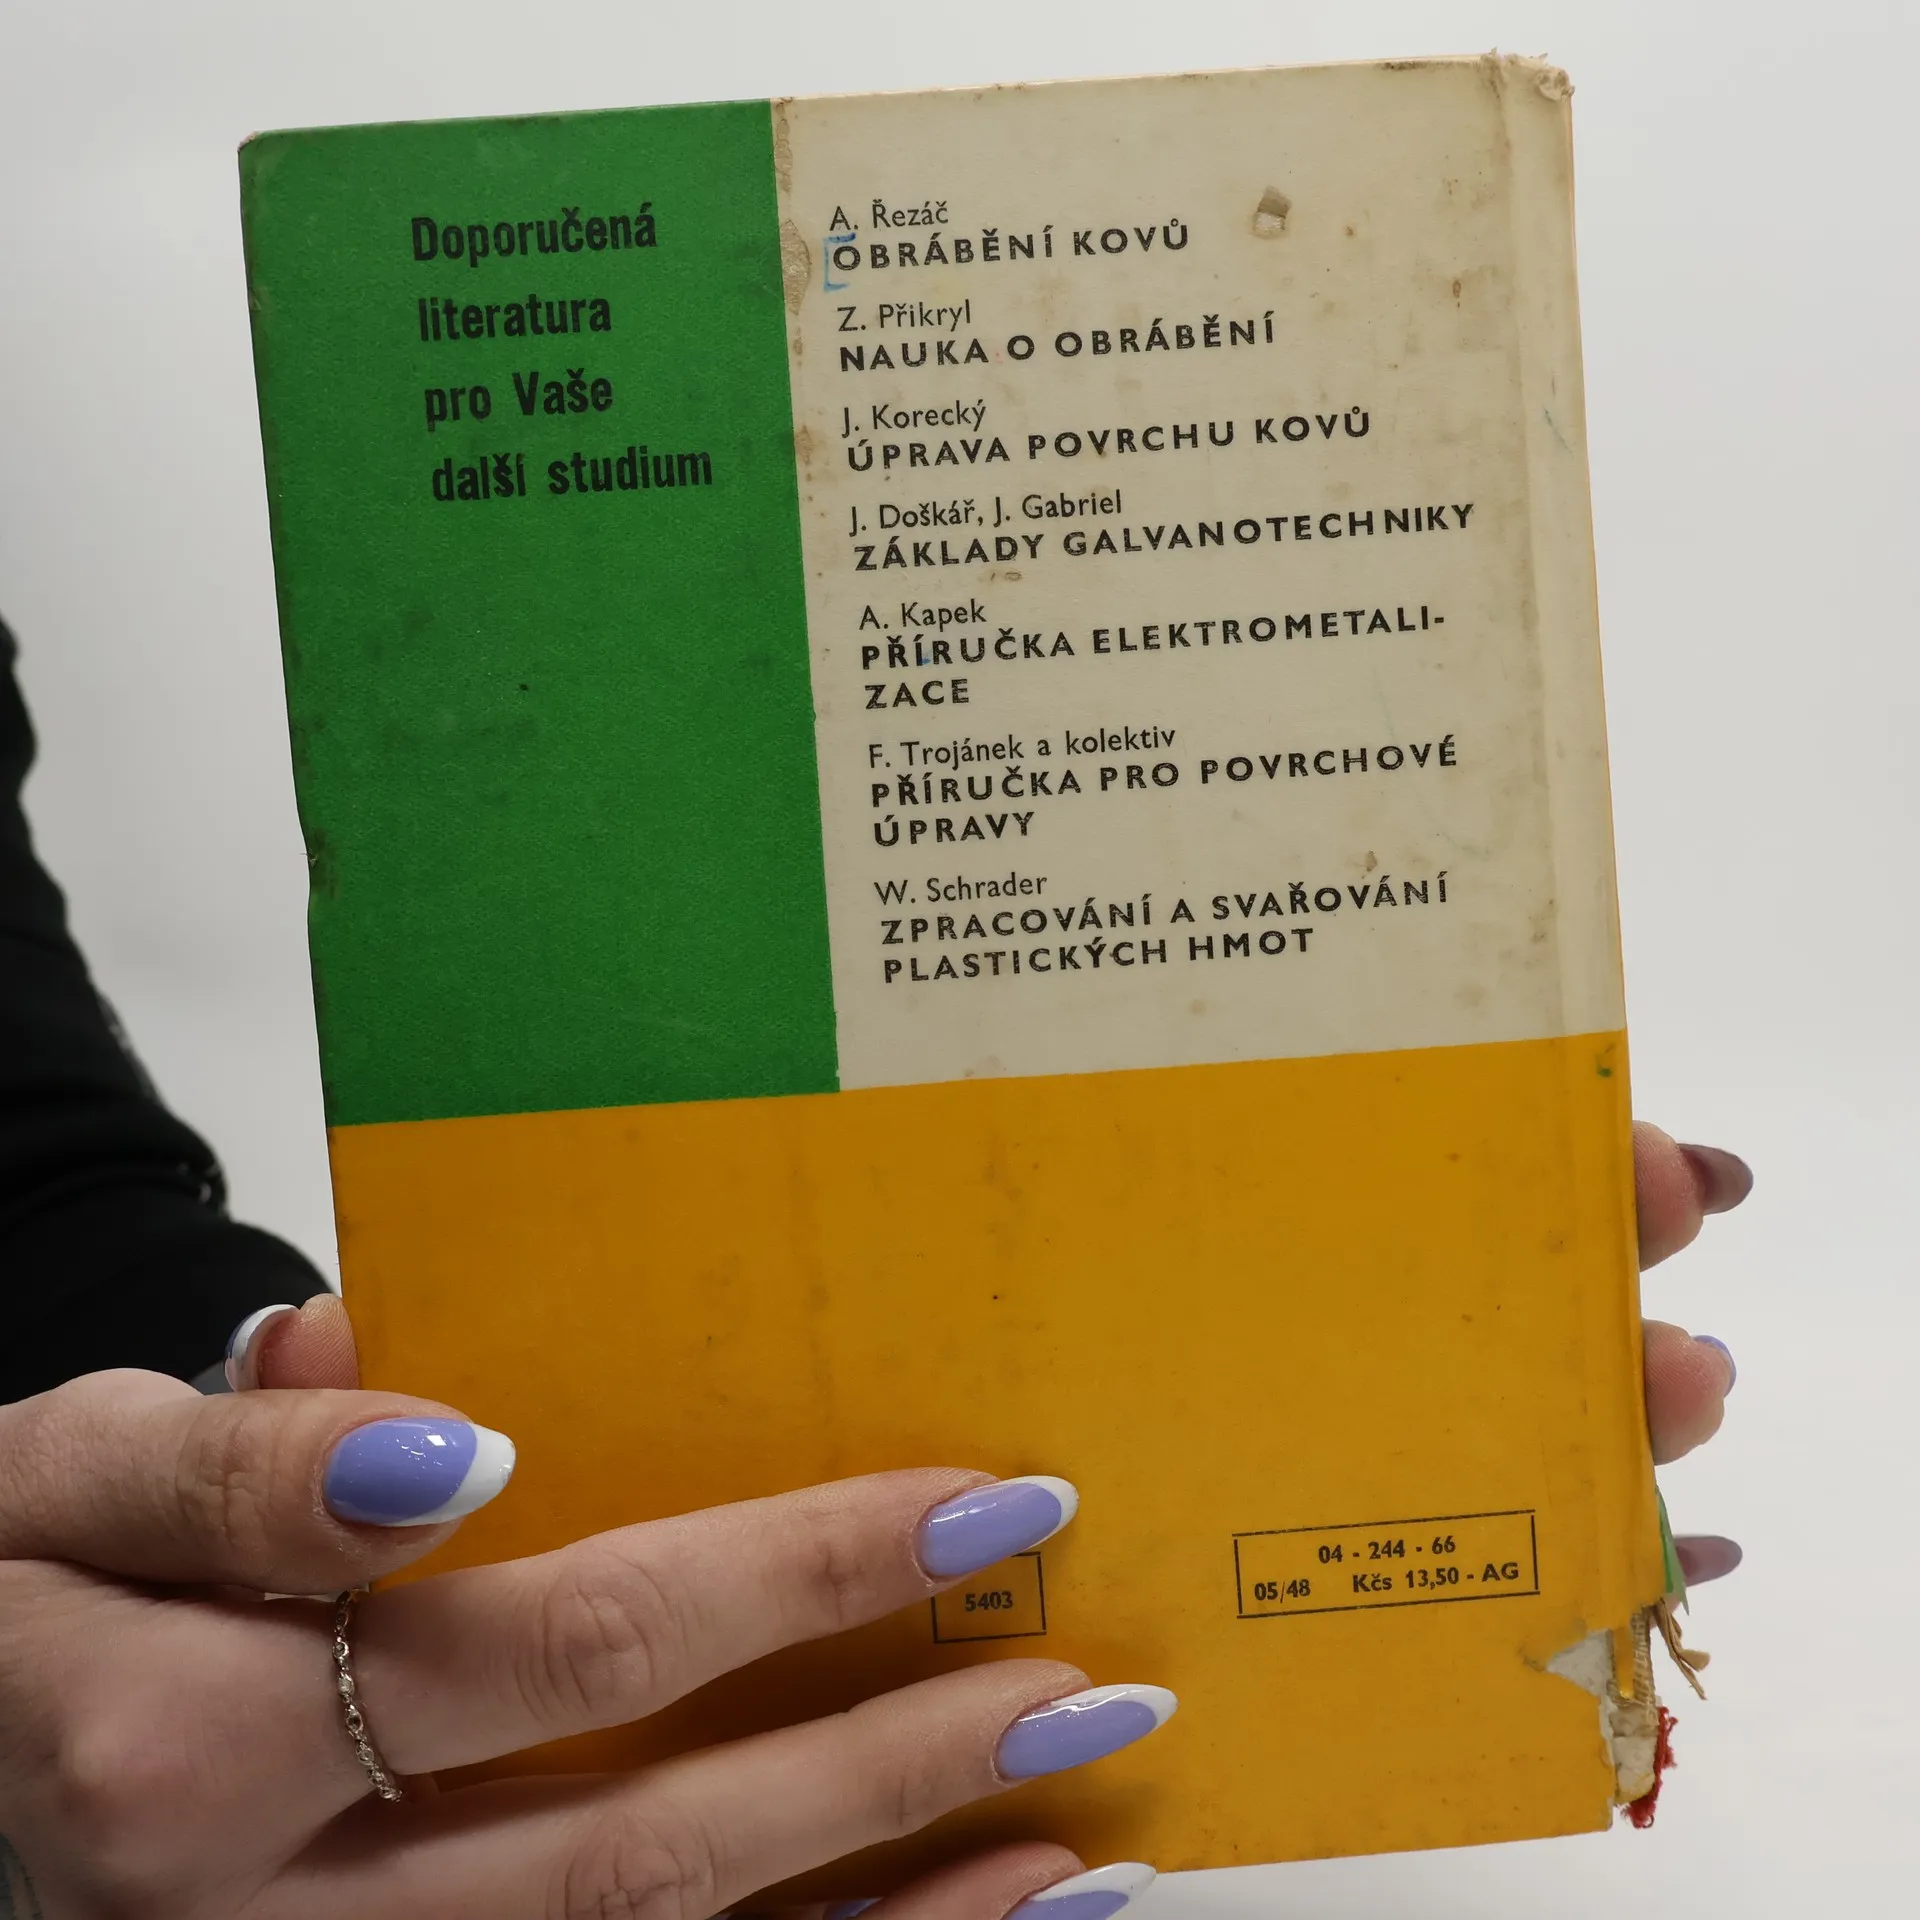 Doporučená
literatura
pro Vaše
další studium
A. Řezáč
OBRÁBĚNÍ KOVŮ
Z. Přikryl
NAUKA O OBRÁBĚNÍ
J. Korecký
ÚPRAVA POVRCHU KOVŮ
J. Doškář, J. Gabriel
ZÁKLADY GALVANOTECHNIKY
A. Kapek
PŘÍRUČKA ELEKTROMETALI-
ZACE
F. Trojánek a kolektiv
PŘÍRUČKA PRO POVRCHOVÉ
ÚPRAVY
W. Schrader
ZPRACOVÁNÍ A SVAŘOVÁNÍ
PLASTICKÝCH HMOT
5403
04 - 244 - 66
05/48 Kčs 13,50 - AG